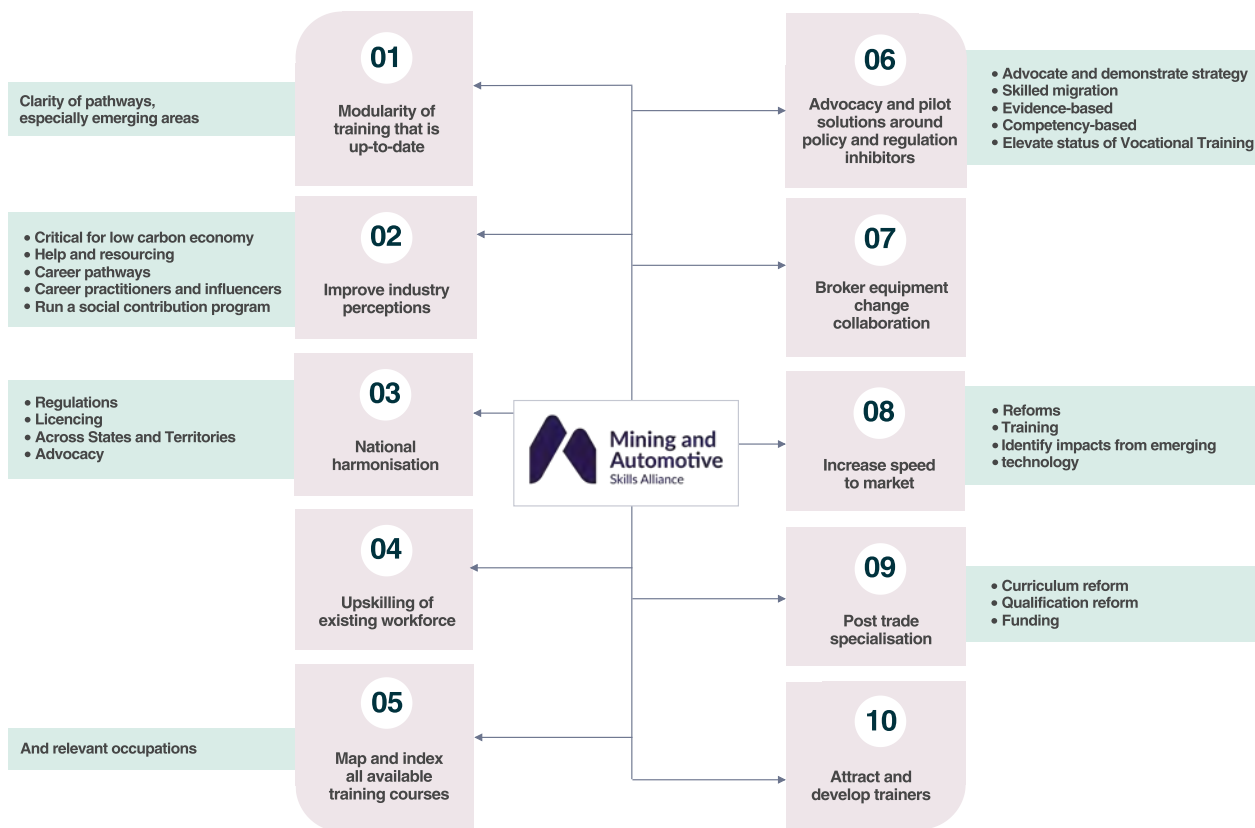 01
Modularity of
training that is
up-to-date
Clarity of pathways,
especially emerging areas
02
Improve industry
perceptions
• Critical for low carbon economy
• Help and resourcing
• Career pathways
• Career practitioners and influencers
• Run a social contribution program
03
National
harmonisation
• Regulations
• Licencing
• Across States and Territories
• Advocacy
04
Upskilling of
existing workforce
05
Map and index
all available
training courses
And relevant occupations
Mining and
Automotive
Skills Alliance
06
Advocacy and pilot
solutions around
policy and regulation
inhibitors
• Advocate and demonstrate strategy
• Skilled migration
• Evidence-based
• Competency-based
• Elevate status of Vocational Training
07
Broker equipment
change
collaboration
08
Increase speed
to market
• Reforms
• Training
• Identify impacts from emerging
• technology
09
Post trade
specialisation
• Curriculum reform
• Qualification reform
• Funding
10
Attract and
develop trainers